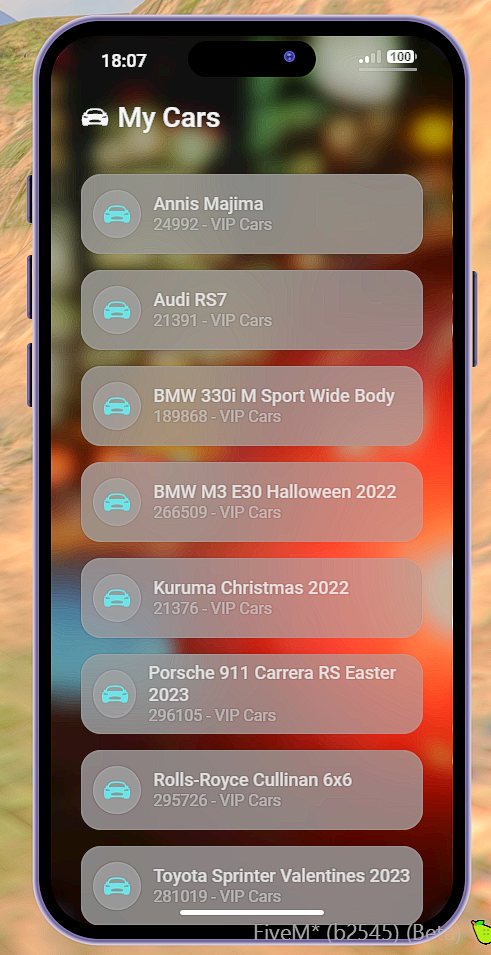 18:07
100
My Cars
Annis Majima
24992 - VIP Cars
Audi RS7
21391 - VIP Cars
BMW 330i M Sport Wide Body
189868 - VIP Cars
BMW M3 E30 Halloween 2022
266509 - VIP Cars
Kuruma Christmas 2022
21376 - VIP Cars
Porsche 911 Carrera RS Easter
2023
296105 - VIP Cars
Rolls-Royce Cullinan 6x6
295726 - VIP Cars
Toyota Sprinter Valentines 2023
281019 - VIP Cars
FiveM* (b2545) (Beta)